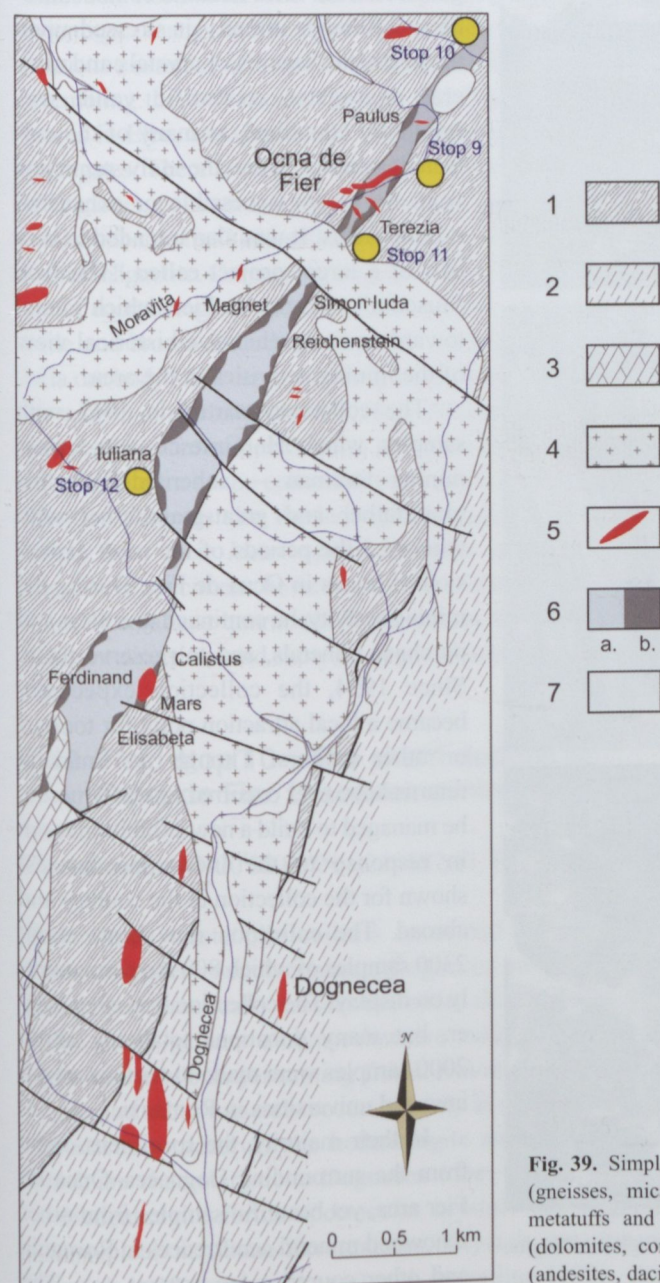 Stop 10
Paulus
Stop 9
Ocna de
Fier
Terezia
Stop 11
Moravita
Magnet
Simon Iuda
Reichenstein
Iuliana
Stop 12
Calistus
Ferdinand
Mars
Elisabeta
Dognecea
Dognecea
N
0 0.5 1 km
1
2
3
4
5
6
a. b.
7
Fig. 39. Simpl
(gneisses, mic
metatuffs and
(dolomites, co
(andesites, daci